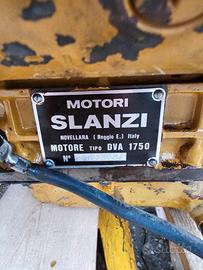 MOTORI
SLANZI
NOVELLARA (Reggio E.) Italy
MOTORE TIPO DVA 1750
N°